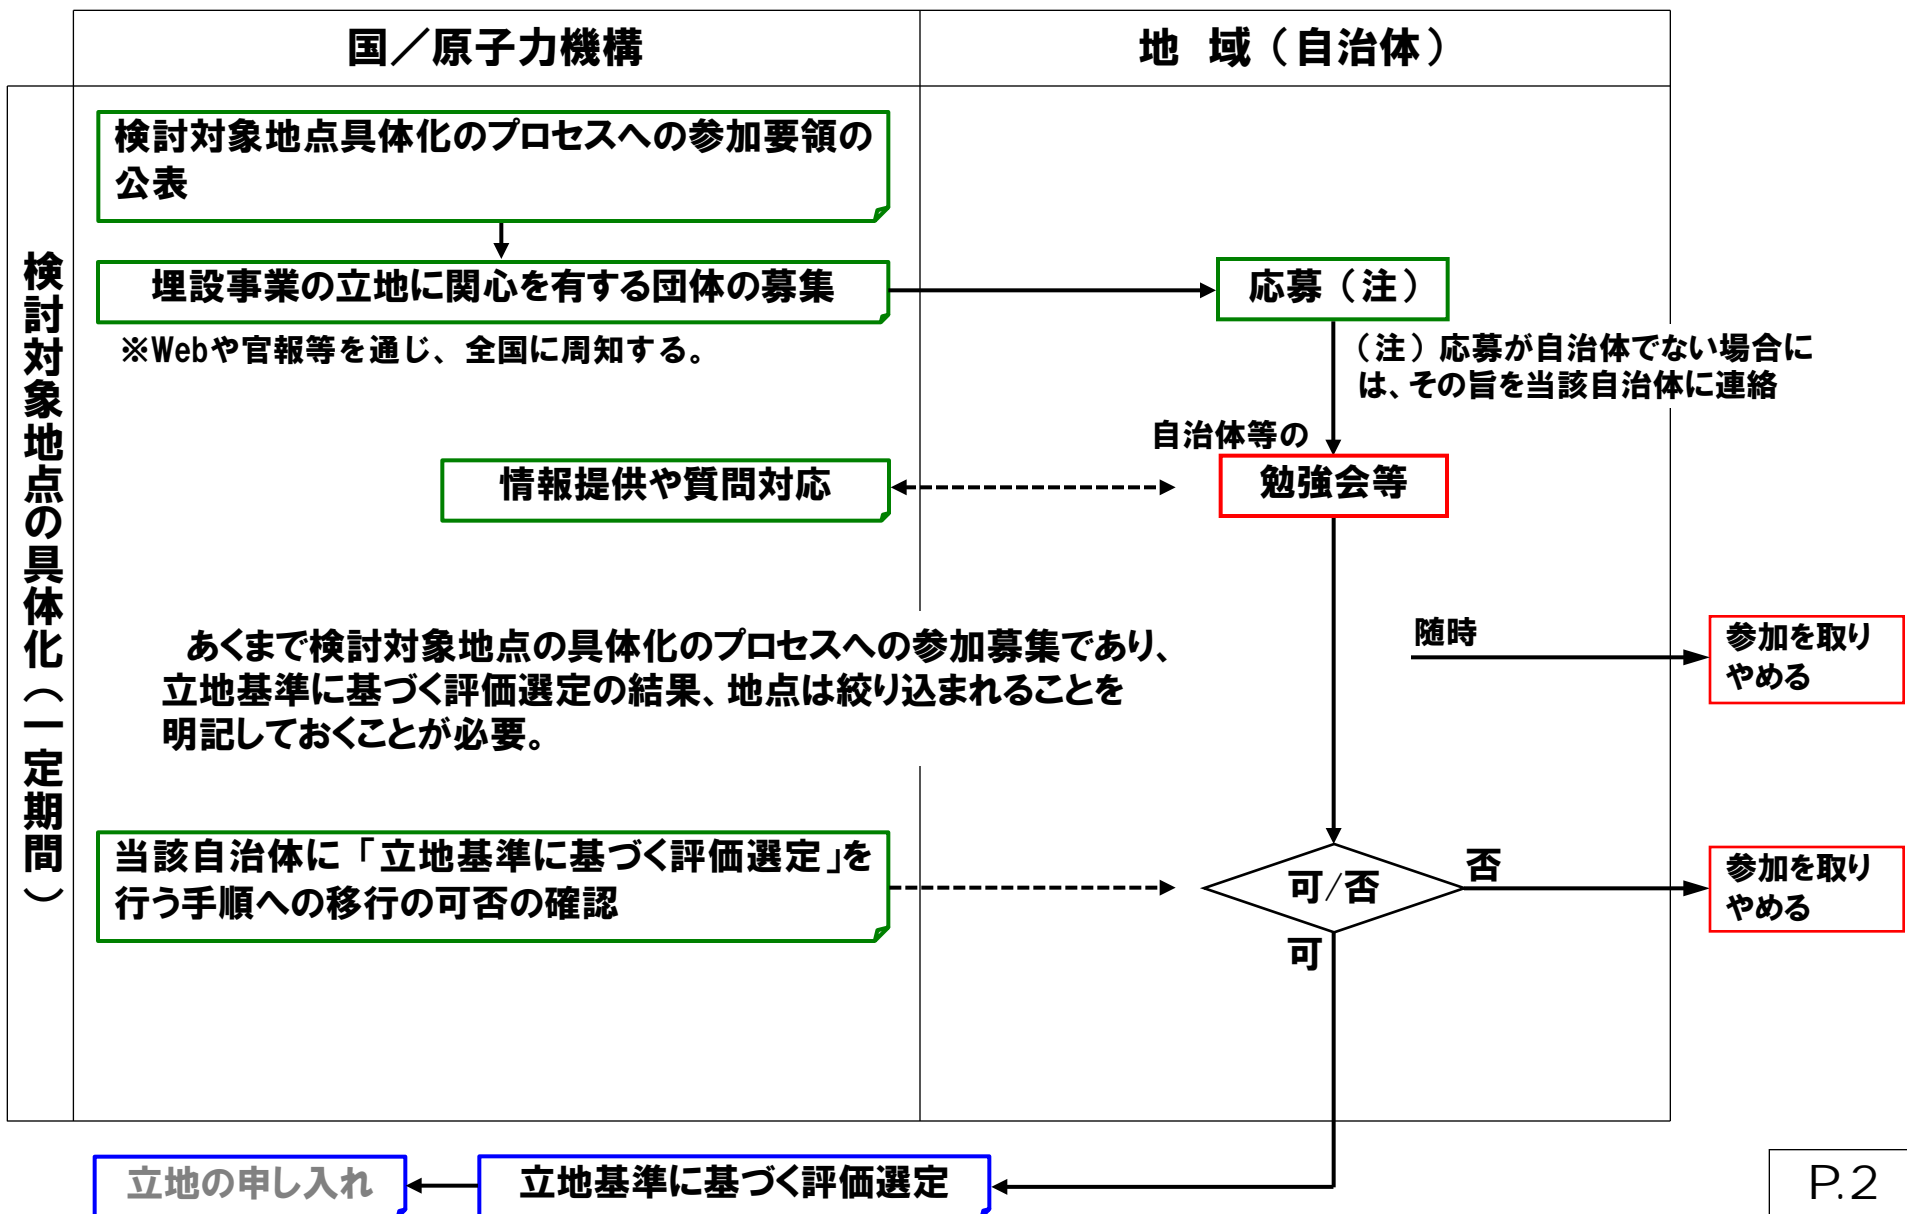 国／原子力機構
地 域（自治体）
検討対象地点の具体化（一定期間）
検討対象地点具体化のプロセスへの参加要領の
公表
埋設事業の立地に関心を有する団体の募集
応募（注）
※Webや官報等を通じ、全国に周知する。
（注）応募が自治体でない場合に
は、その旨を当該自治体に連絡
自治体等の
情報提供や質問対応
勉強会等
あくまで検討対象地点の具体化のプロセスへの参加募集であり、
立地基準に基づく評価選定の結果、地点は絞り込まれることを
明記しておくことが必要。
随時
参加を取り
やめる
当該自治体に「立地基準に基づく評価選定」を
行う手順への移行の可否の確認
可/否
否
参加を取り
やめる
可
立地の申し入れ
立地基準に基づく評価選定
P.2